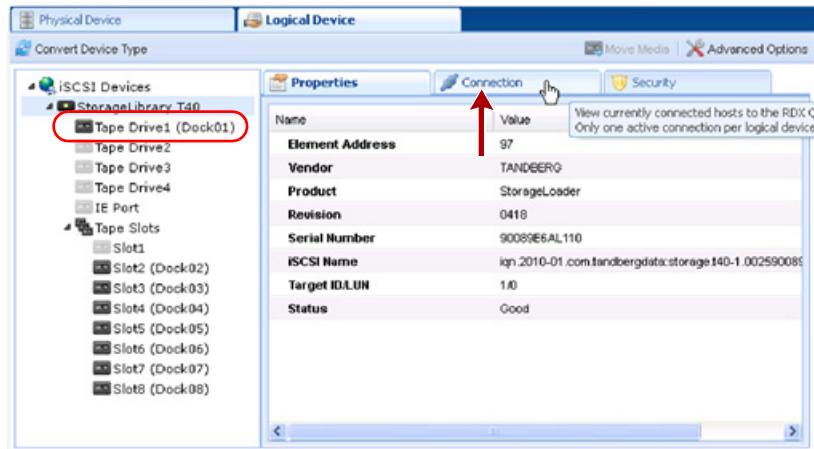 Physical Device
Logical Device
Convert Device Type
Move Media
Advanced Options
iSCSI Devices
StorageLibrary T40
Tape Drive1 (Dock01)
Tape Drive2
Tape Drive3
Tape Drive4
IE Port
Tape Slots
Slot1
Slot2 (Dock02)
Slot3 (Dock03)
Slot4 (Dock04)
Slot5 (Dock05)
Slot6 (Dock06)
Slot7 (Dock07)
Slot8 (Dock08)
Properties
Connection
Security
View currently connected hosts to the RDX Q
Only one active connection per logical device
Name Value
Element Address 97
Vendor TANDBERG
Product StorageLoader
Revision 0418
Serial Number 90089E6AL110
iSCSI Name iqn.2010-01.com.tandbergdata:storage.t40-1.002590089
Target ID/LUN 1/0
Status Good